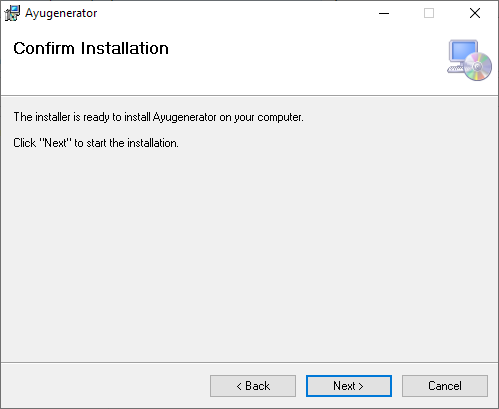 Ayugenerator
Confirm Installation
The installer is ready to install Ayugenerator on your computer.
Click "Next" to start the installation.
< Back
Next >
Cancel